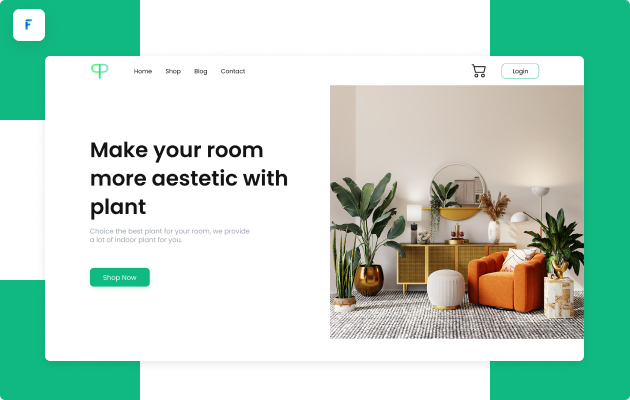 F
Home Shop Blog Contact Login
Make your room
more aestetic with
plant
Choice the best plant for your room, we provide
a lot of indoor plant for you.
Shop Now